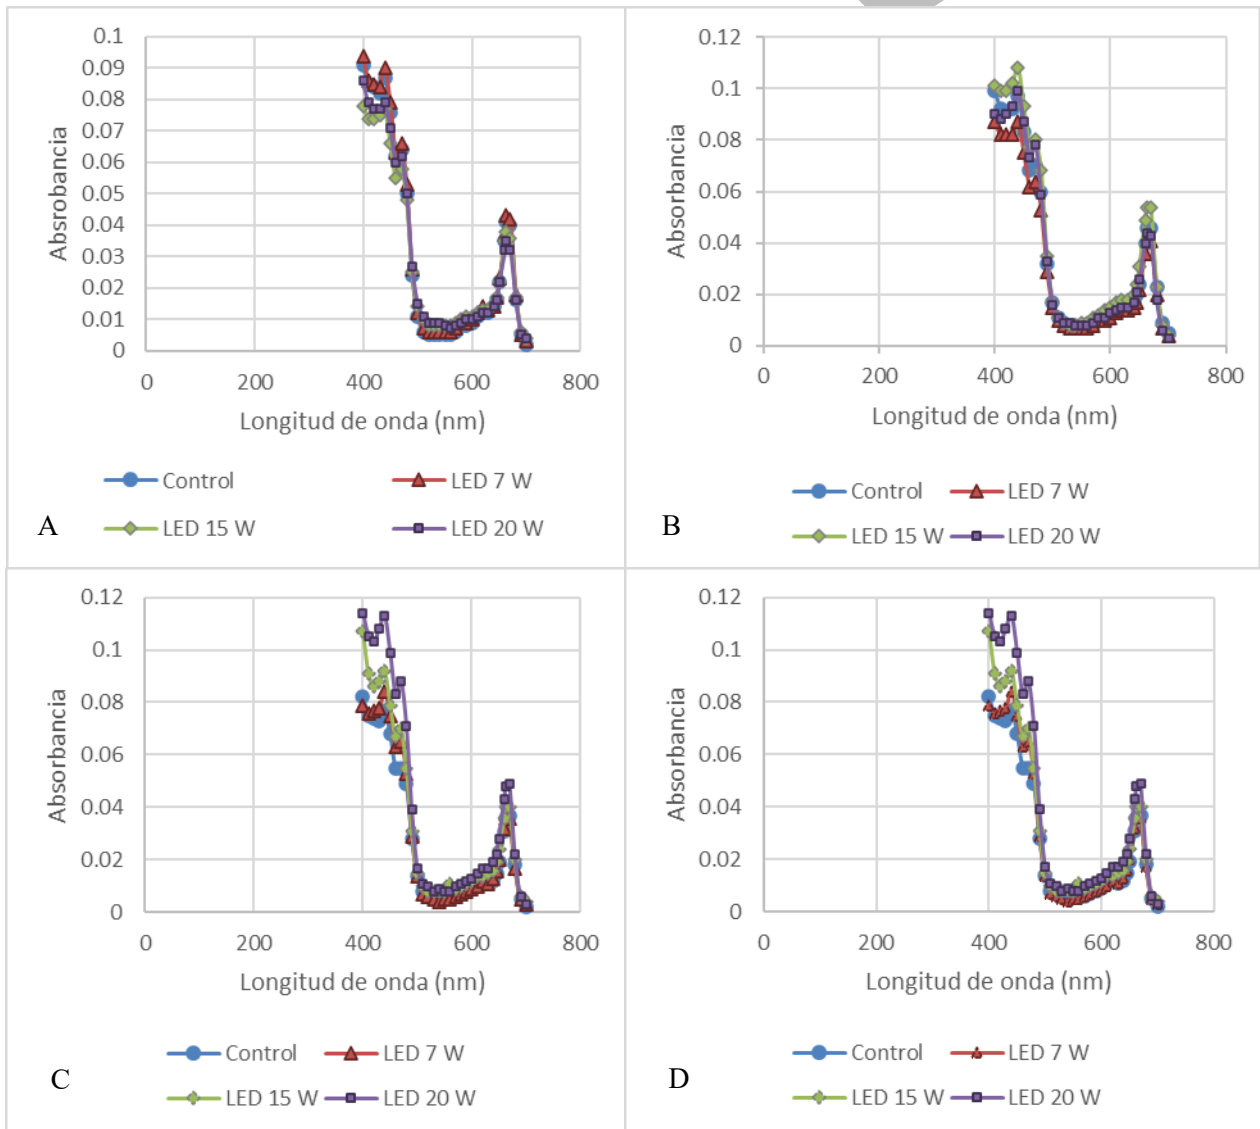 0.1
0.09
0.08
0.07
0.06
0.05
0.04
0.03
0.02
0.01
0
0 200 400 600 800
Absrobancia
Longitud de onda (nm)
Control LED 7 W
LED 15 W LED 20 W
A
0.12
0.1
0.08
0.06
0.04
0.02
0
0 200 400 600 800
Absorbancia
Longitud de onda (nm)
Control LED 7 W
LED 15 W LED 20 W
B
0.12
0.1
0.08
0.06
0.04
0.02
0
0 200 400 600 800
Absorbancia
Longitud de onda (nm)
Control LED 7 W
LED 15 W LED 20 W
C
0.12
0.1
0.08
0.06
0.04
0.02
0
0 200 400 600 800
Absorbancia
Longitud de onda (nm)
Control LED 7 W
LED 15 W LED 20 W
D